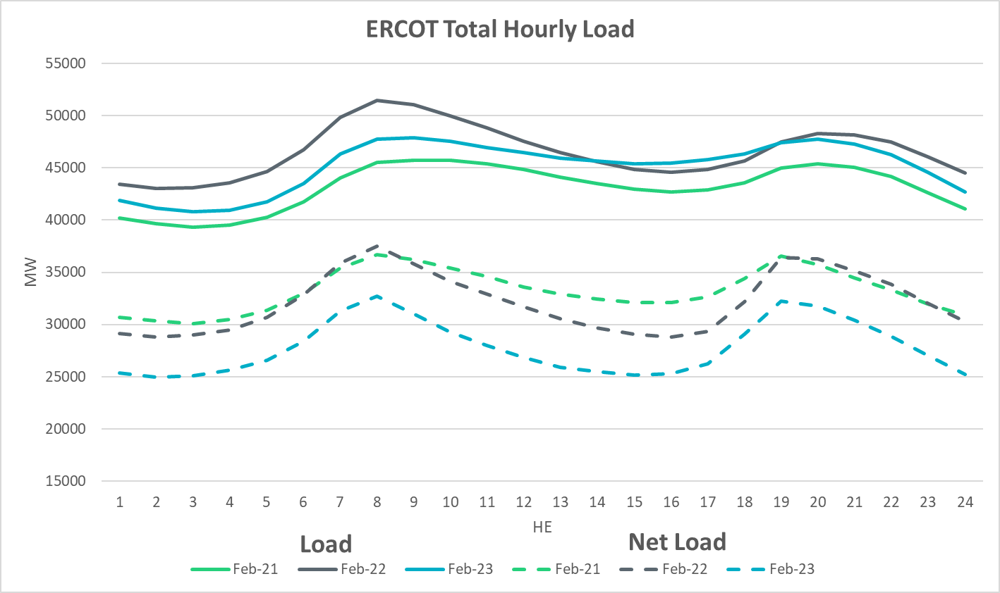 ERCOT Total Hourly Load
55000
50000
45000
40000
35000
30000
25000
20000
15000
MW
1 2 3 4 5 6 7 8 9 10 11 12 13 14 15 16 17 18 19 20 21 22 23 24
HE
Load Net Load
Feb-21 Feb-22 Feb-23 Feb-21 Feb-22 Feb-23